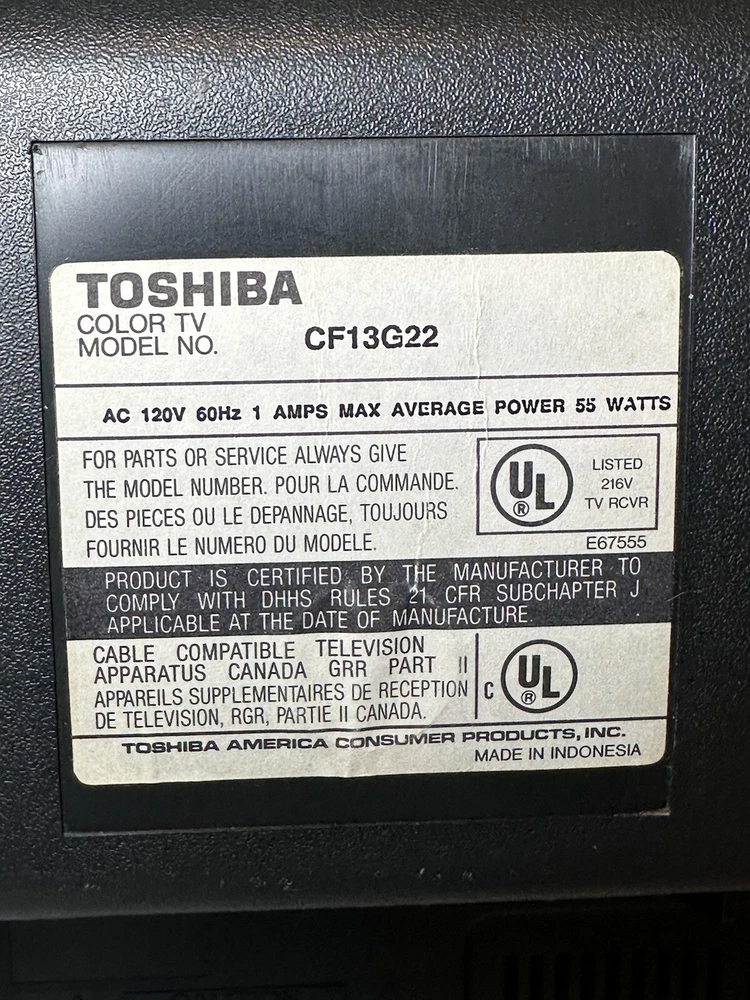 TOSHIBA
COLOR TV
MODEL NO. CF13G22
AC 120V 60Hz 1 AMPS MAX AVERAGE POWER 55 WATTS
FOR PARTS OR SERVICE ALWAYS GIVE
THE MODEL NUMBER. POUR LA COMMANDE.
DES PIECES OU LE DEPANNAGE, TOUJOURS
FOURNIR LE NUMERO DU MODELE.
UL
®
LISTED
216V
TV RCVR
E67555
PRODUCT IS CERTIFIED BY THE MANUFACTURER TO
COMPLY WITH DHHS RULES 21 CFR SUBCHAPTER J
APPLICABLE AT THE DATE OF MANUFACTURE.
CABLE COMPATIBLE TELEVISION
APPARATUS CANADA GRR PART II
APPAREILS SUPPLEMENTAIRES DE RECEPTION
DE TELEVISION, RGR, PARTIE II CANADA.
C UL
®
TOSHIBA AMERICA CONSUMER PRODUCTS, INC.
MADE IN INDONESIA